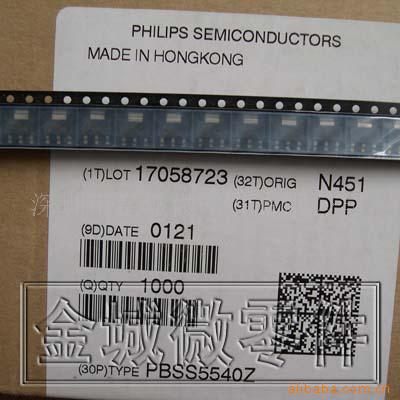 PHILIPS SEMICONDUCTORS
MADE IN HONGKONG
(1T)LOT 17058723 (32T)ORIG N451
(31T)PMC DPP
(9D)DATE 0121
(Q)QTY 1000
金城微零件
(30P)TYPE PBSS5540Z
alibaba.com.cn